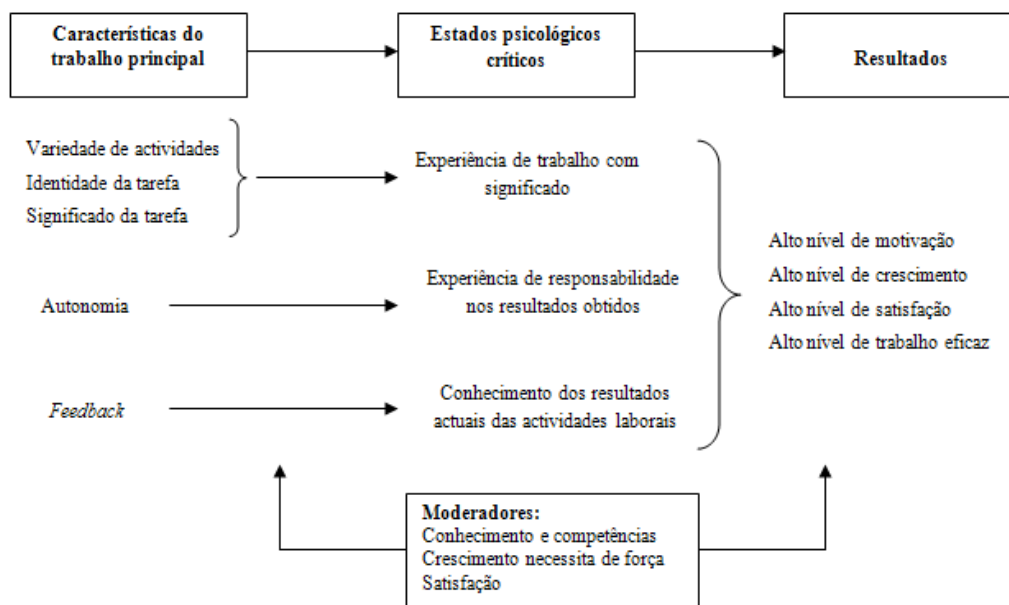 Características do
trabalho principal
Estados psicológicos
críticos
Resultados
Variedade de actividades
Identidade da tarefa
Significado da tarefa
Experiência de trabalho com
significado
Autonomia
Experiência de responsabilidade
nos resultados obtidos
Feedback
Conhecimento dos resultados
actuais das actividades laborais
Alto nível de motivação
Alto nível de crescimento
Alto nível de satisfação
Alto nível de trabalho eficaz
Moderadores:
Conhecimento e competências
Crescimento necessita de força
Satisfação